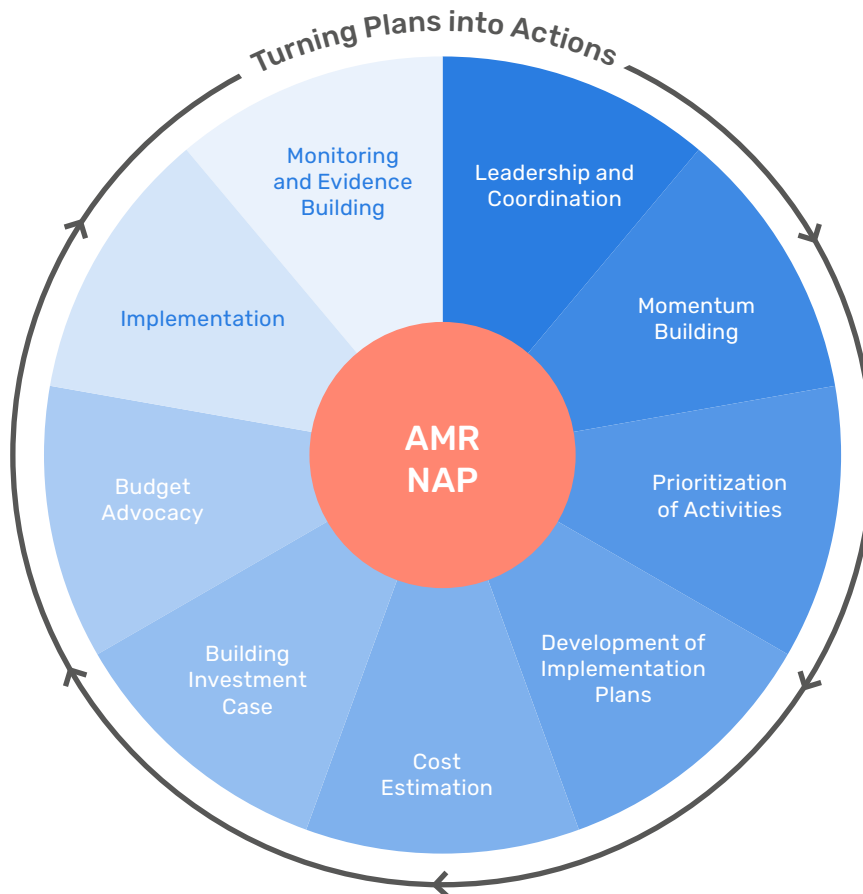 Turning Plans into Actions
Leadership and
Coordination
Momentum
Building
Prioritization
of Activities
Development of
Implementation
Plans
Cost
Estimation
Building
Investment
Case
Budget
Advocacy
Implementation
Monitoring
and Evidence
Building
AMR
NAP